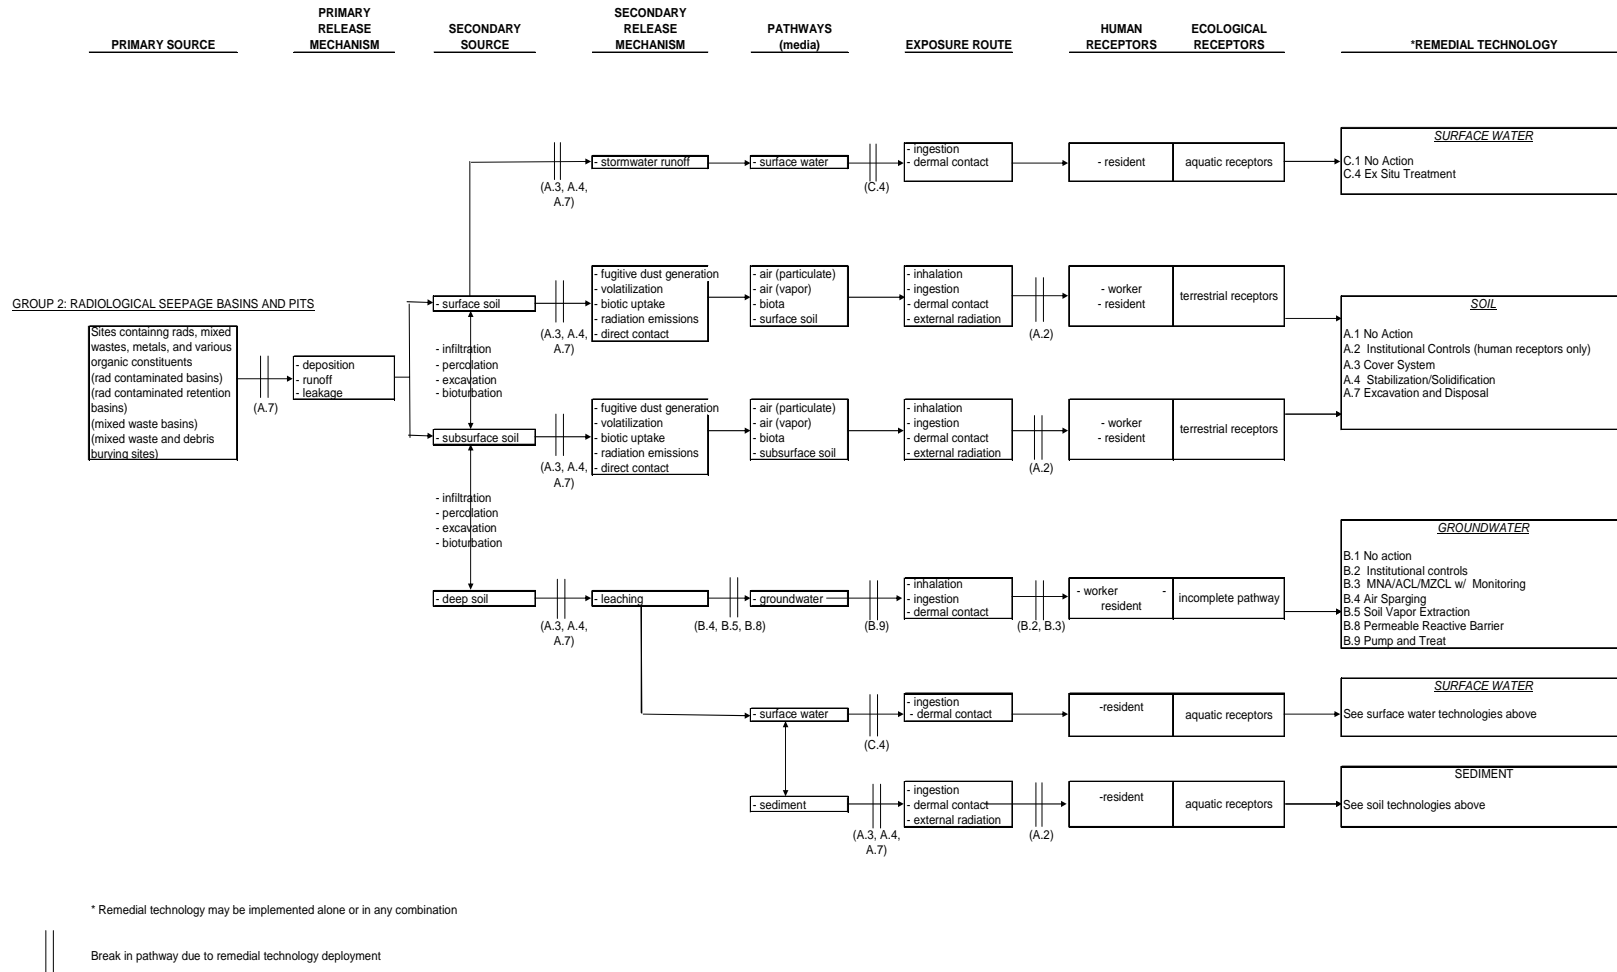 PRIMARY SOURCE
PRIMARY
RELEASE
MECHANISM
SECONDARY
SOURCE
SECONDARY
RELEASE
MECHANISM
PATHWAYS
(media)
EXPOSURE ROUTE
HUMAN
RECEPTORS
ECOLOGICAL
RECEPTORS
*REMEDIAL TECHNOLOGY
(A.3, A.4,
A.7)
- stormwater runoff
- surface water
(C.4)
- ingestion
- dermal contact
- resident
aquatic receptors
SURFACE WATER
C.1 No Action
C.4 Ex Situ Treatment
GROUP 2: RADIOLOGICAL SEEPAGE BASINS AND PITS
Sites containng rads, mixed
wastes, metals, and various
organic constituents
(rad contaminated basins)
(rad contaminated retention
basins)
(mixed waste basins)
(mixed waste and debris
burying sites)
(A.7)
- deposition
- runoff
- leakage
- surface soil
(A.3, A.4,
A.7)
- fugitive dust generation
- volatilization
- biotic uptake
- radiation emissions
- direct contact
- air (particulate)
- air (vapor)
- biota
- surface soil
- inhalation
- ingestion
- dermal contact
- external radiation
(A.2)
- worker
- resident
terrestrial receptors
SOIL
A.1 No Action
A.2 Institutional Controls (human receptors only)
A.3 Cover System
A.4 Stabilization/Solidification
A.7 Excavation and Disposal
- infiltration
- percolation
- excavation
- bioturbation
- subsurface soil
(A.3, A.4,
A.7)
- fugitive dust generation
- volatilization
- biotic uptake
- radiation emissions
- direct contact
- air (particulate)
- air (vapor)
- biota
- subsurface soil
- inhalation
- ingestion
- dermal contact
- external radiation
(A.2)
- worker
- resident
terrestrial receptors
- infiltration
- percolation
- excavation
- bioturbation
- deep soil
(A.3, A.4,
A.7)
- leaching
(B.4, B.5, B.8)
- groundwater
(B.9)
- inhalation
- ingestion
- dermal contact
(B.2, B.3)
- worker -
resident
incomplete pathway
GROUNDWATER
B.1 No action
B.2 Institutional controls
B.3 MNA/ACL/MZCL w/ Monitoring
B.4 Air Sparging
B.5 Soil Vapor Extraction
B.8 Permeable Reactive Barrier
B.9 Pump and Treat
- surface water
(C.4)
- ingestion
- dermal contact
-resident
aquatic receptors
SURFACE WATER
See surface water technologies above
- sediment
(A.3, A.4,
A.7)
- ingestion
- dermal contact
- external radiation
(A.2)
-resident
aquatic receptors
SEDIMENT
See soil technologies above
* Remedial technology may be implemented alone or in any combination
Break in pathway due to remedial technology deployment